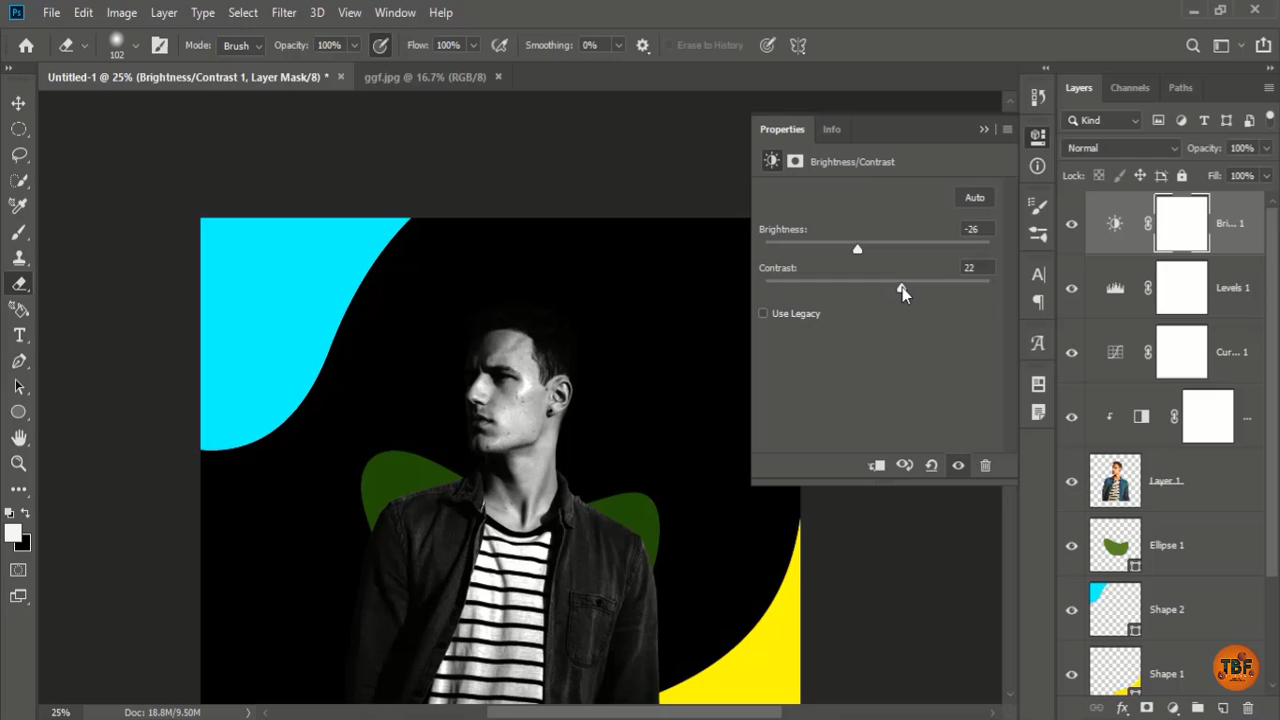 Ps File Edit Image Layer Type Select Filter 3D View Window Help
102 Mode: Brush Opacity: 100% Flow: 100% Smoothing: 0% Erase to History
Untitled-1 @ 25% (Brightness/Contrast 1, Layer Mask/8) * × ggf.jpg @ 16.7% (RGB/8) ×
Properties Info
Brightness/Contrast
Auto
Brightness: -26
Contrast: 22
Use Legacy
Layers Channels Paths
Kind
Normal Opacity: 100%
Lock: Fill: 100%
Bri... 1
Levels 1
Cur... 1
...
Layer 1
Ellipse 1
Shape 2
Shape 1
TBF
25% Doc: 18.8M/9.50M